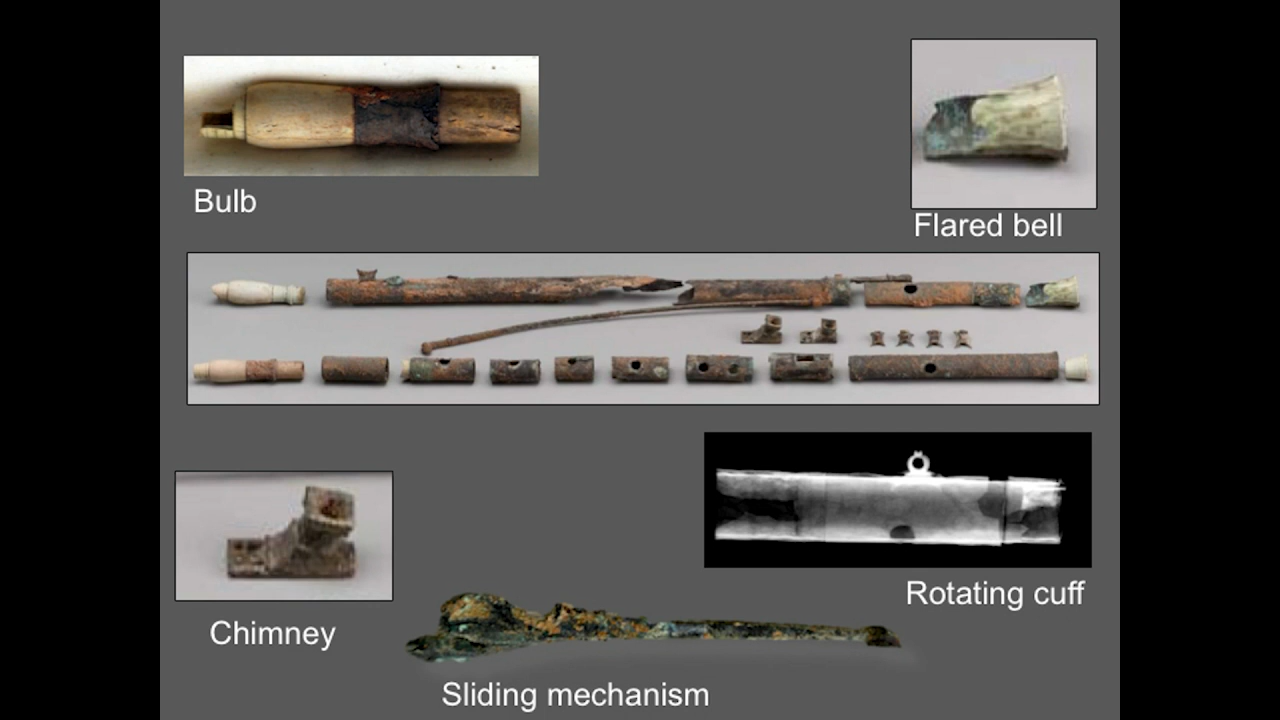 Bulb
Flared bell
Rotating cuff
Chimney
Sliding mechanism